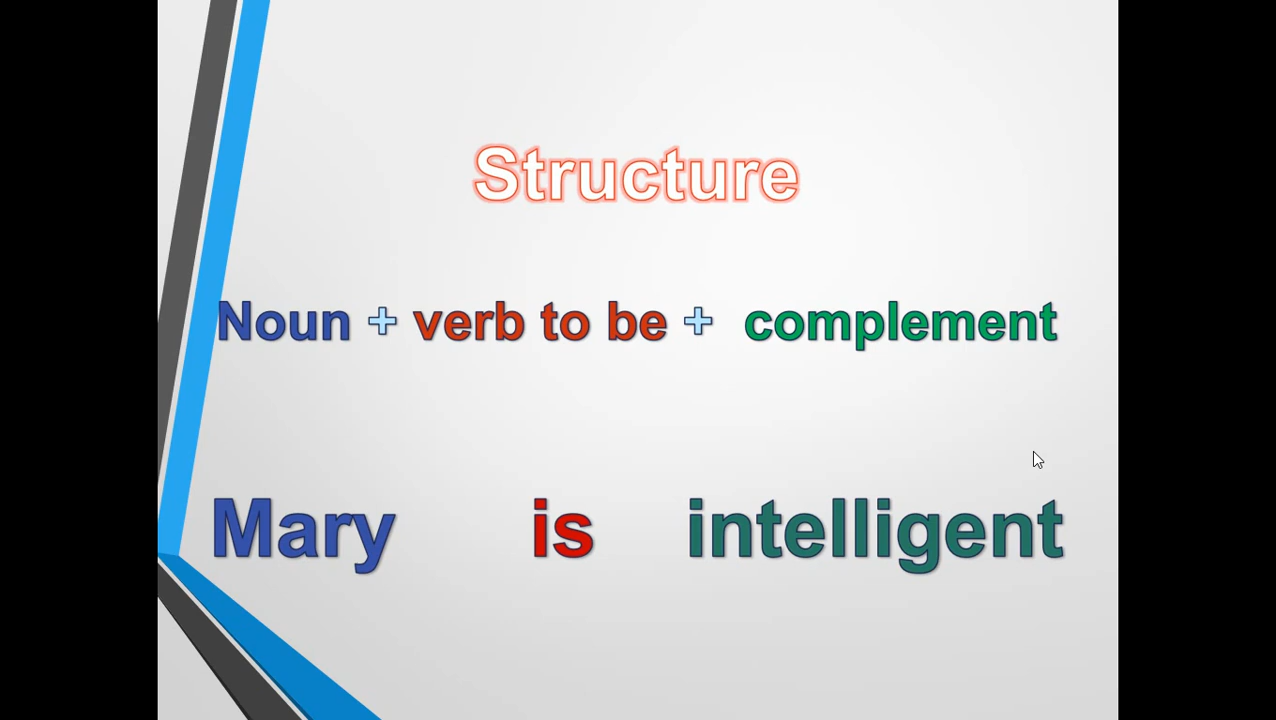 Structure
Noun + verb to be + complement
Mary is intelligent